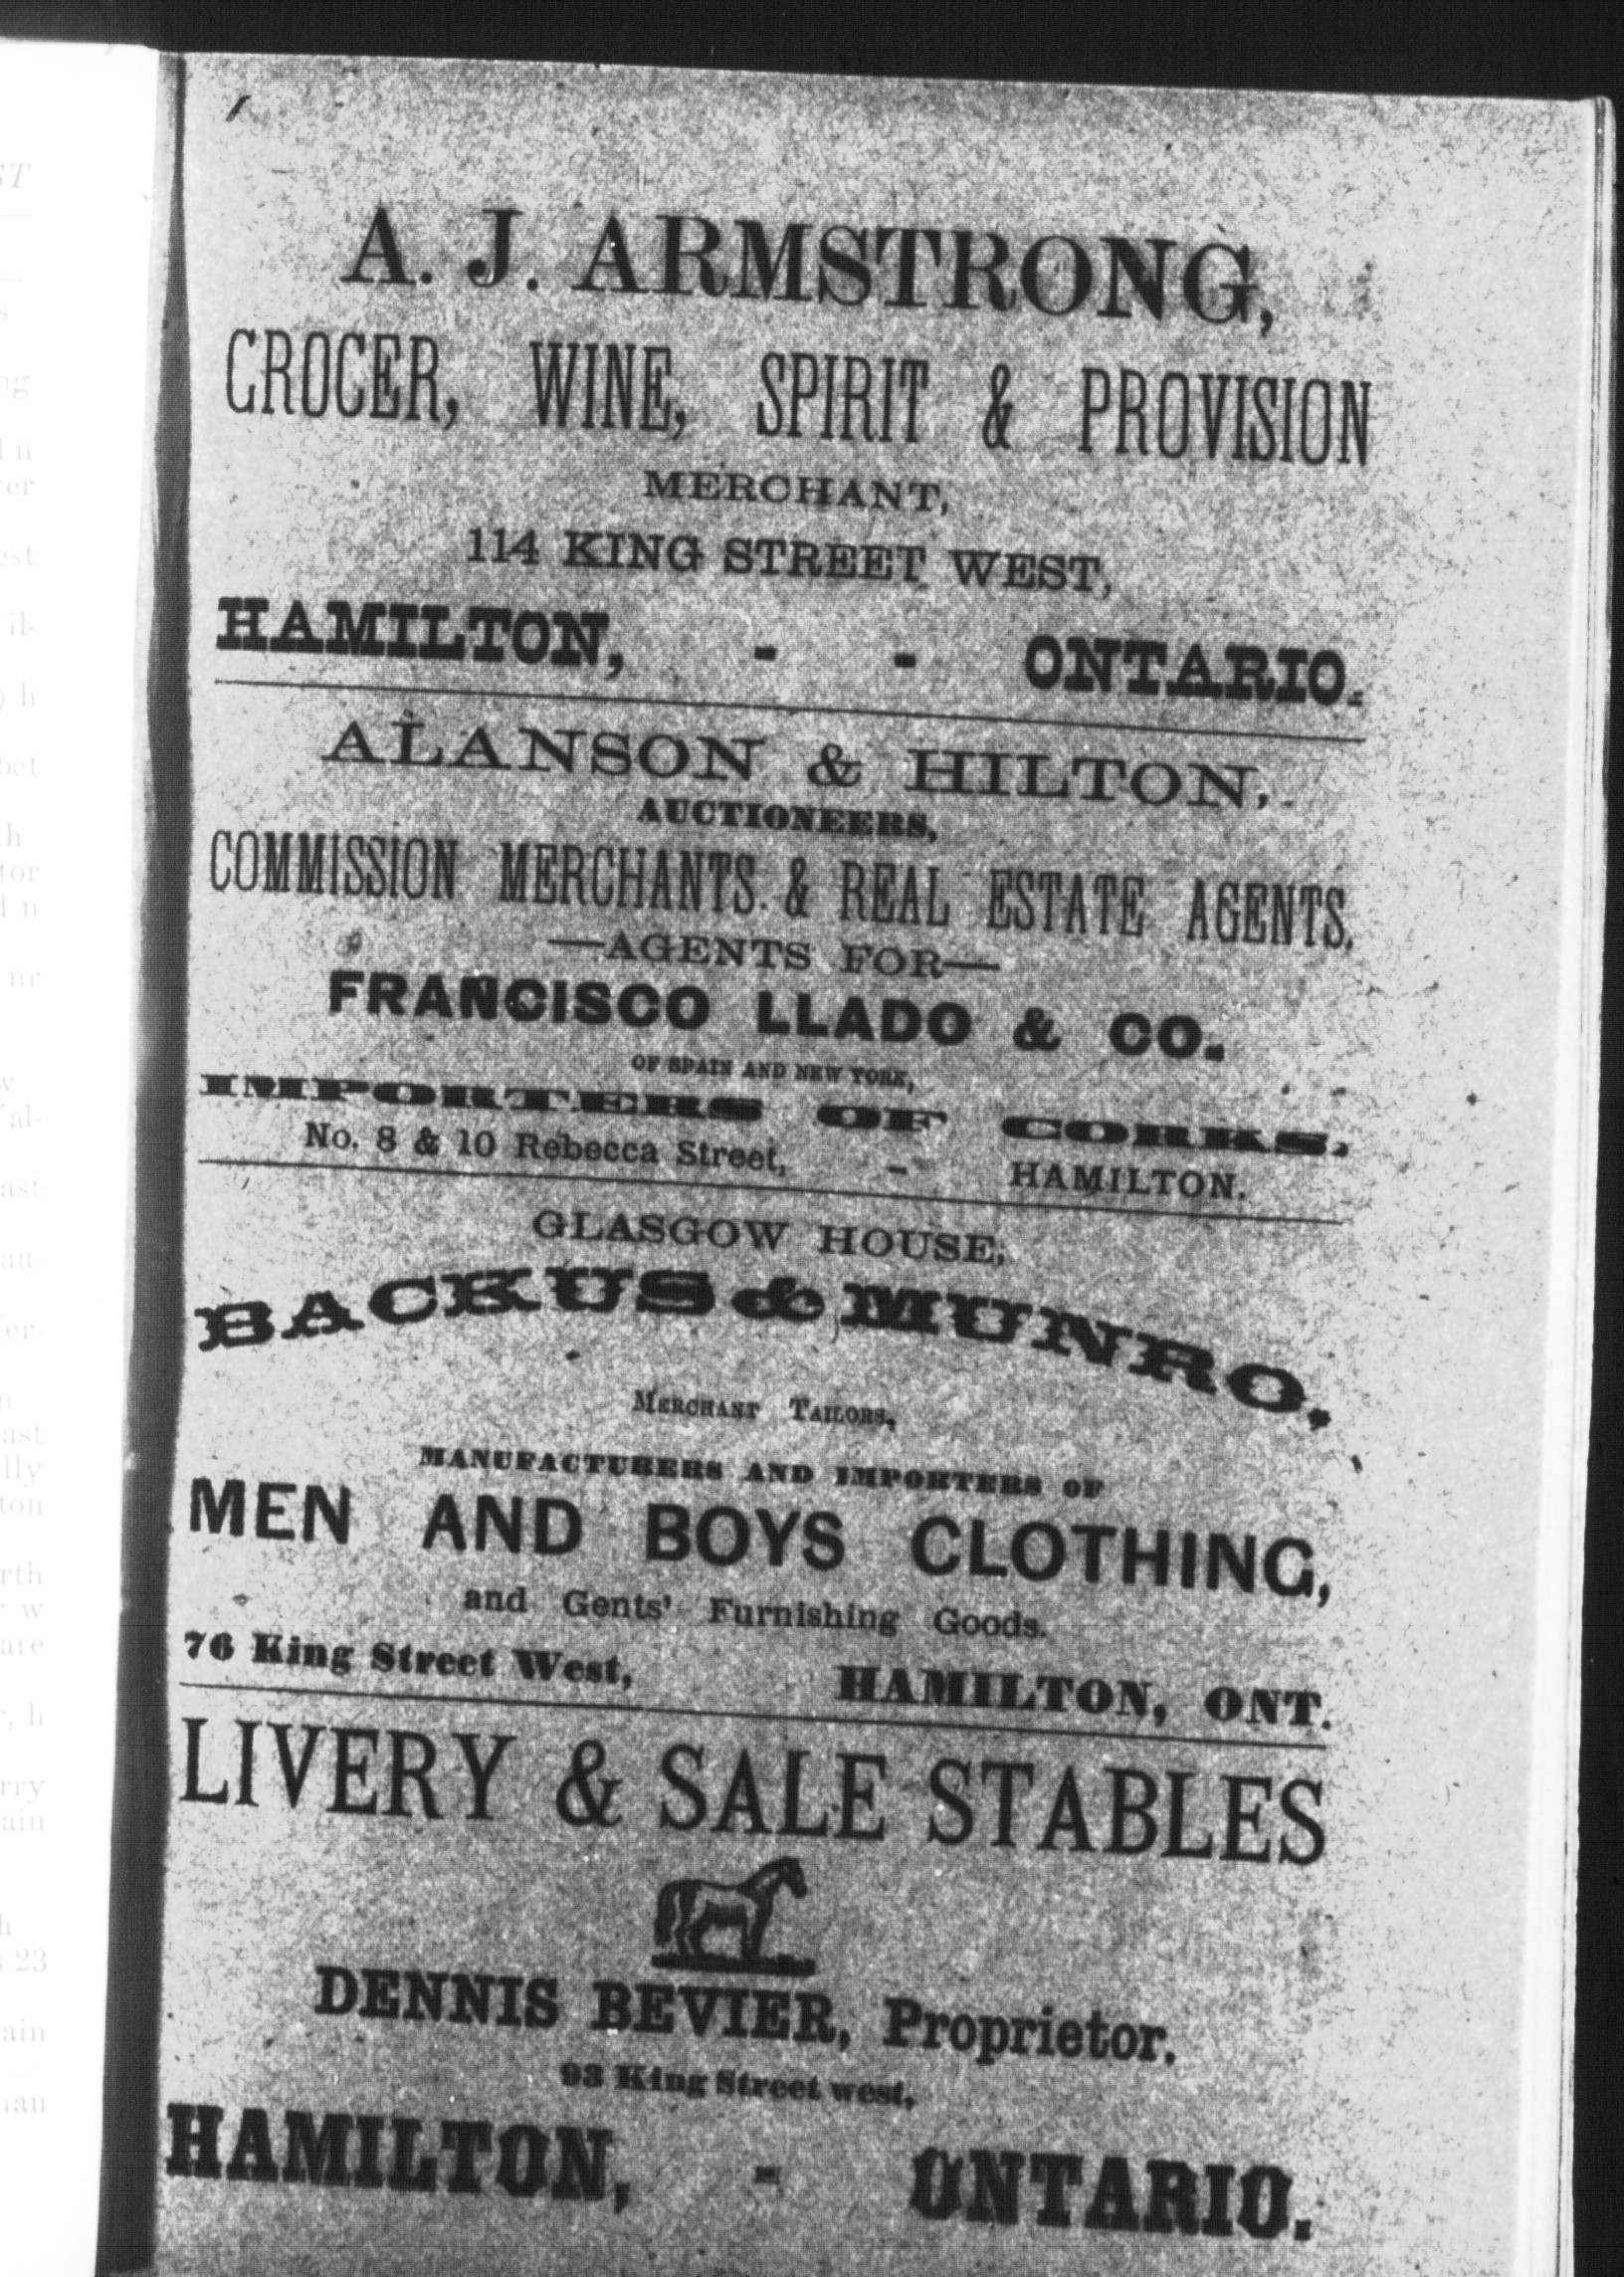 A. J. ARMSTRONG,
GROCER, WINE, SPIRIT & PROVISION
MERCHANT,
114 KING STREET WEST,
HAMILTON, - - ONTARIO.
ALANSON & HILTON,
AUCTIONEERS,
COMMISSION MERCHANTS & REAL ESTATE AGENTS.
—AGENTS FOR—
FRANCISCO LLADO & CO.
OF SPAIN AND NEW YORK,
IMPORTERS OF CORKS.
No. 8 & 10 Rebecca Street, - HAMILTON.
GLASGOW HOUSE,
BACKUS & MUNRO,
MERCHANT TAILORS,
MANUFACTURERS AND IMPORTERS OF
MEN AND BOYS CLOTHING,
and Gents' Furnishing Goods.
76 King Street West, HAMILTON, ONT.
LIVERY & SALE STABLES
DENNIS BEVIER, Proprietor.
93 King Street west,
HAMILTON, - ONTARIO.